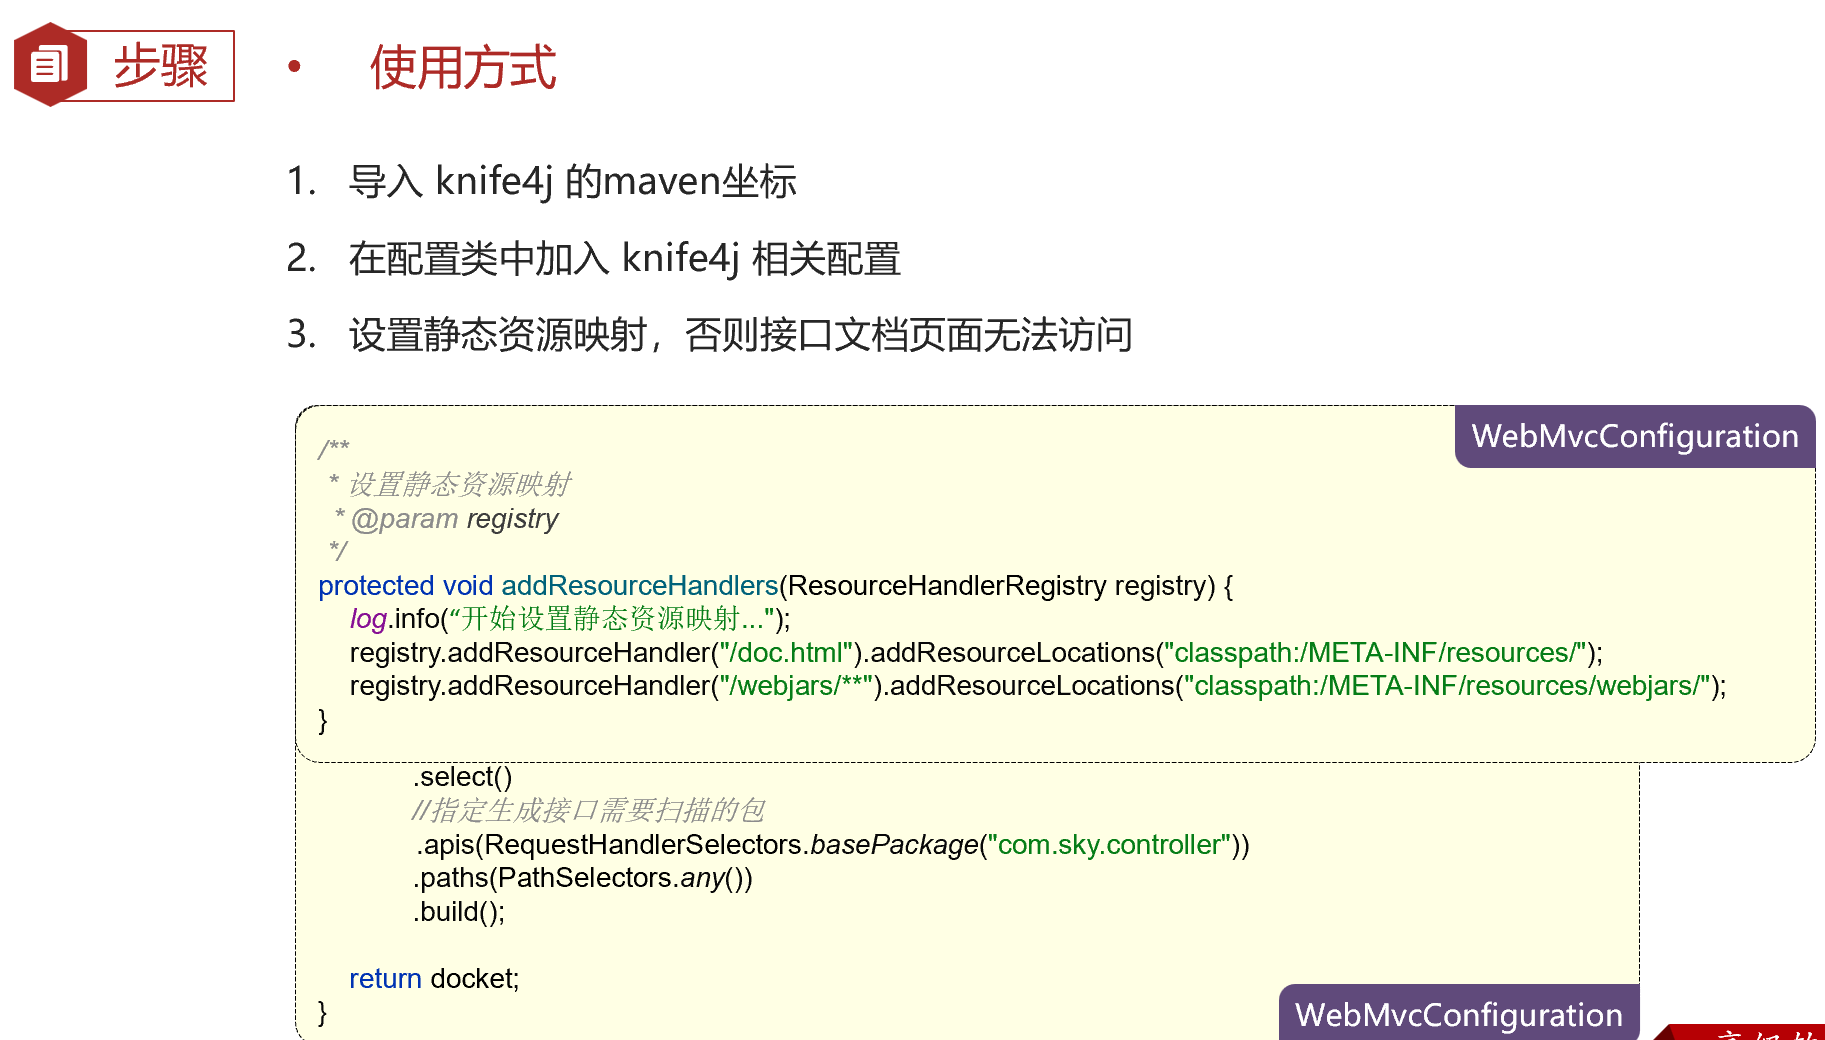 步骤
• 使用方式
1. 导入 knife4j 的maven坐标
2. 在配置类中加入 knife4j 相关配置
3. 设置静态资源映射，否则接口文档页面无法访问
WebMvcConfiguration
/**
* 设置静态资源映射
* @param registry
*/
protected void addResourceHandlers(ResourceHandlerRegistry registry) {
log.info(“开始设置静态资源映射...");
registry.addResourceHandler("/doc.html").addResourceLocations("classpath:/META-INF/resources/");
registry.addResourceHandler("/webjars/**").addResourceLocations("classpath:/META-INF/resources/webjars/");
}
.select()
//指定生成接口需要扫描的包
.apis(RequestHandlerSelectors.basePackage("com.sky.controller"))
.paths(PathSelectors.any())
.build();
return docket;
}
WebMvcConfiguration